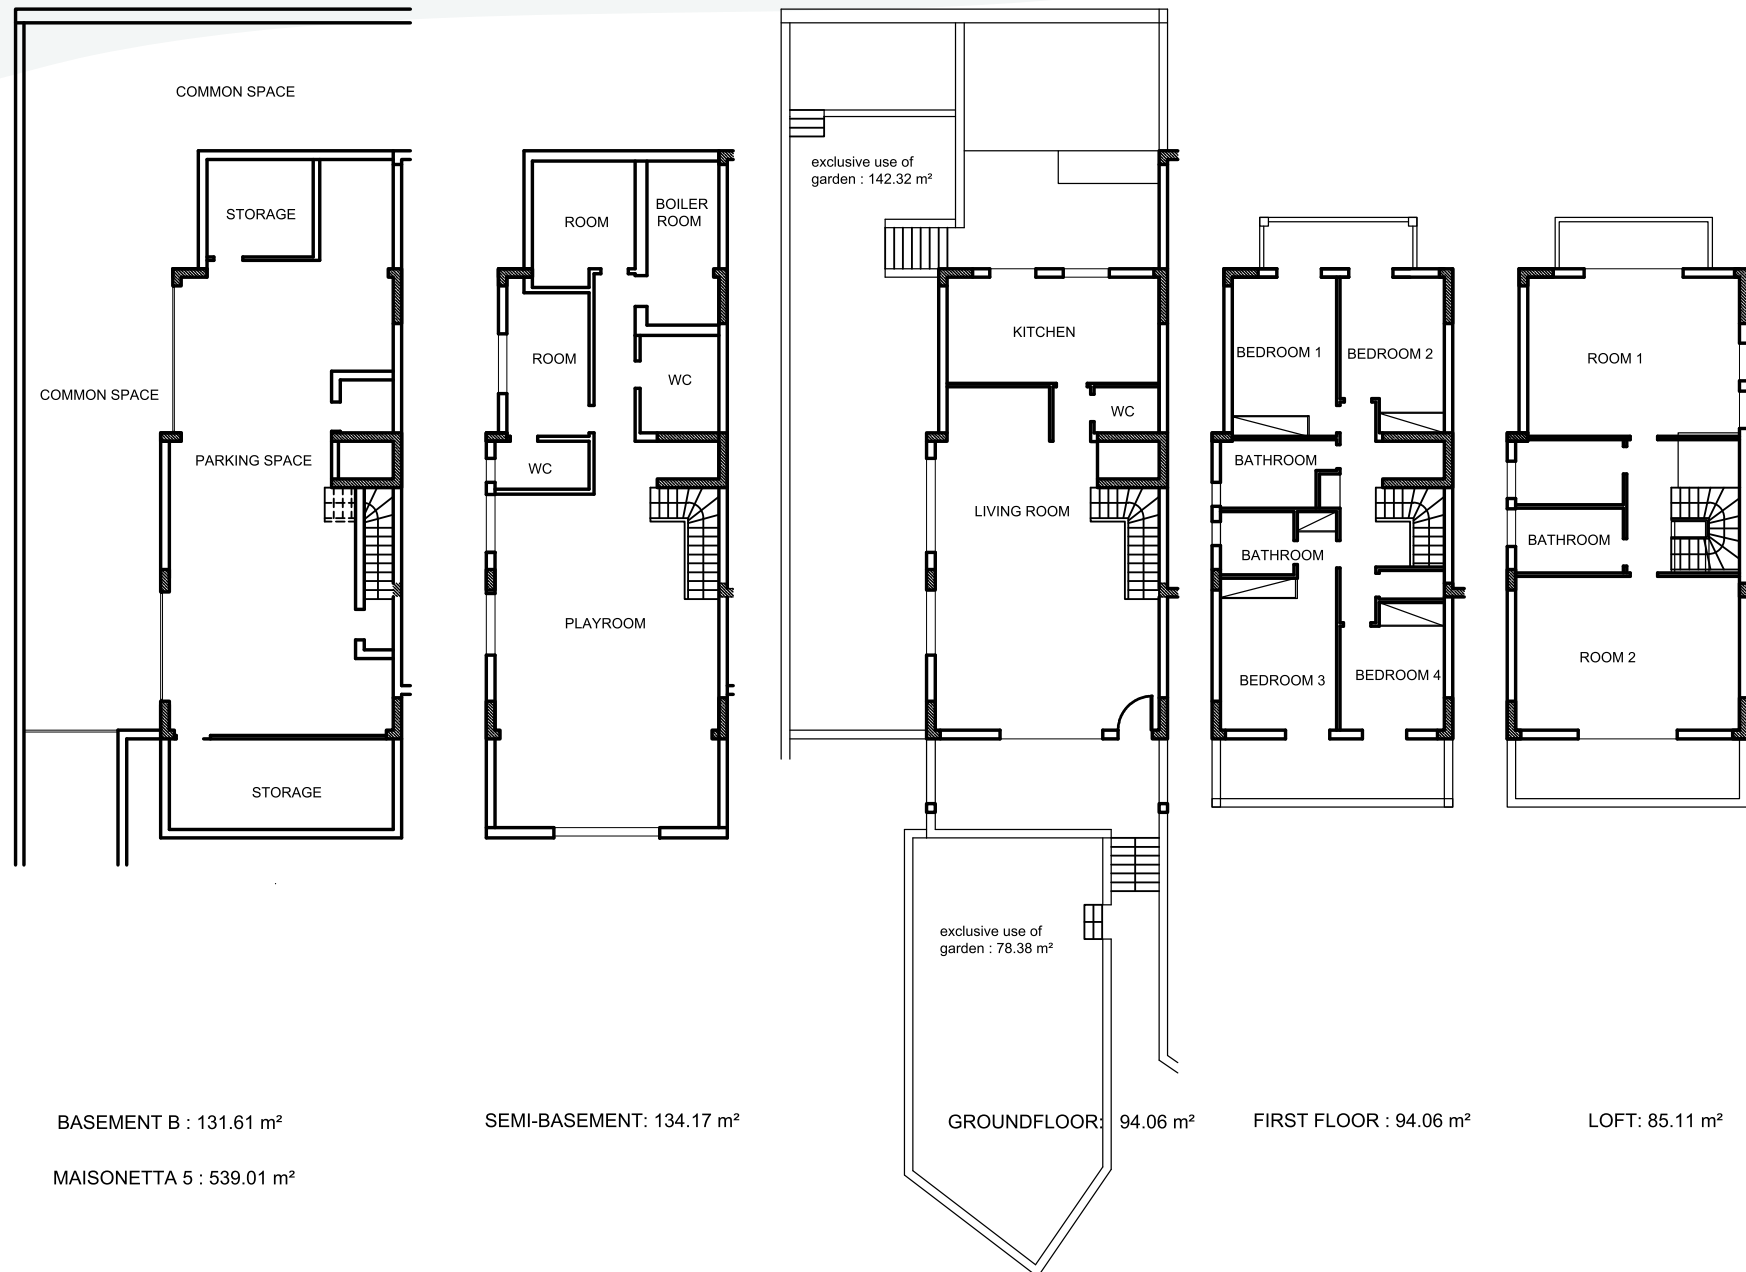 COMMON SPACE
STORAGE
COMMON SPACE
PARKING SPACE
STORAGE
ROOM
BOILER
ROOM
ROOM
WC
WC
PLAYROOM
exclusive use of
garden : 142.32 m²
KITCHEN
WC
LIVING ROOM
exclusive use of
garden : 78.38 m²
BEDROOM 1
BEDROOM 2
BATHROOM
BATHROOM
BEDROOM 3
BEDROOM 4
ROOM 1
BATHROOM
ROOM 2
BASEMENT B : 131.61 m²
SEMI-BASEMENT: 134.17 m²
GROUNDFLOOR: 94.06 m²
FIRST FLOOR : 94.06 m²
LOFT: 85.11 m²
MAISONETTA 5 : 539.01 m²